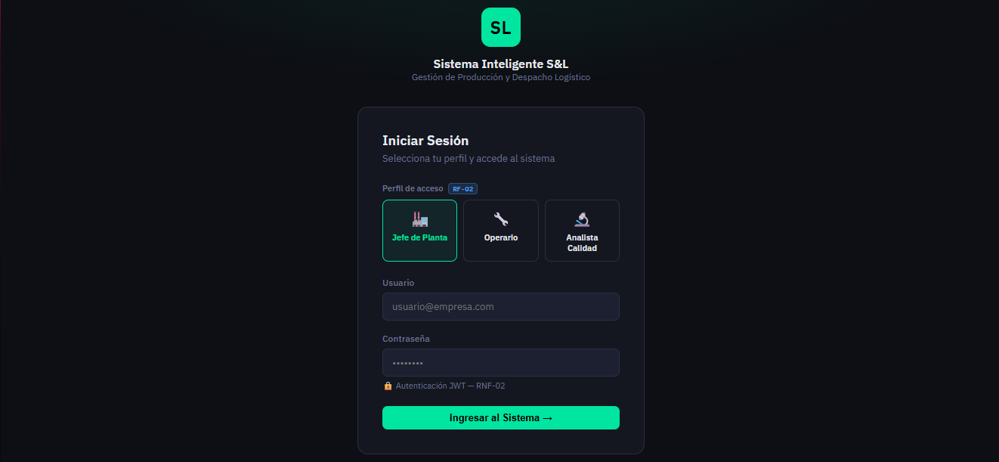 SL
Sistema Inteligente S&L
Gestión de Producción y Despacho Logístico
Iniciar Sesión
Selecciona tu perfil y accede al sistema
Perfil de acceso RF-02
Jefe de Planta
Operario
Analista
Calidad
Usuario
usuario@empresa.com
Contraseña
••••••••
Autenticación JWT — RNF-02
Ingresar al Sistema →